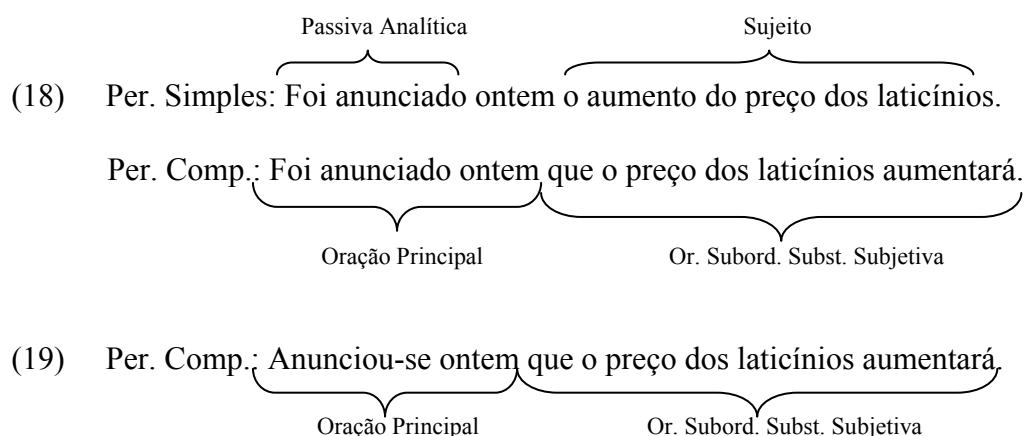 Passiva Analítica Sujeito
(18) Per. Simples: Foi anunciado ontem o aumento do preço dos laticínios.
Per. Comp.: Foi anunciado ontem que o preço dos laticínios aumentará.
Oração Principal Or. Subord. Subst. Subjetiva
(19) Per. Comp.: Anunciou-se ontem que o preço dos laticínios aumentará.
Oração Principal Or. Subord. Subst. Subjetiva